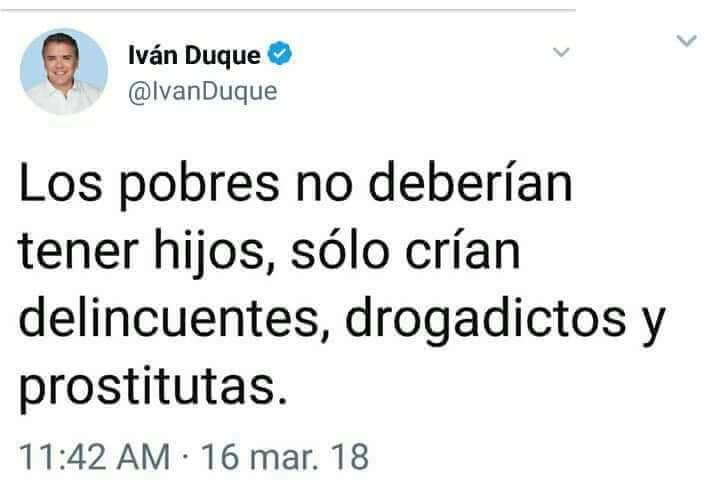 Iván Duque
@IvanDuque
Los pobres no deberían
tener hijos, sólo crían
delincuentes, drogadictos y
prostitutas.
11:42 AM · 16 mar. 18